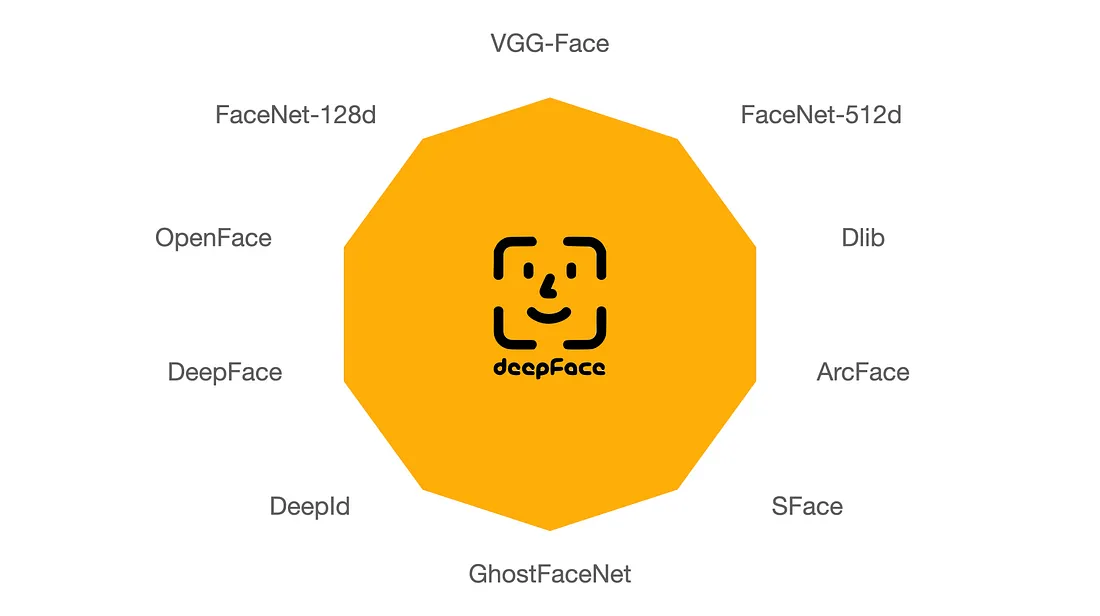 VGG-Face
FaceNet-128d
FaceNet-512d
OpenFace
Dlib
deepFace
DeepFace
ArcFace
DeepId
SFace
GhostFaceNet